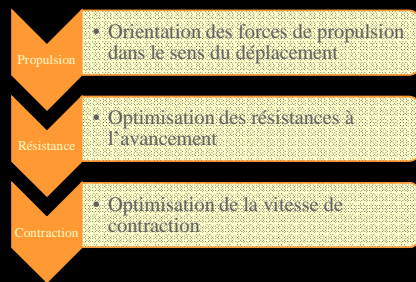 Propulsion
• Orientation des forces de propulsion
dans le sens du déplacement
Résistance
• Optimisation des résistances à
l'avancement
Contraction
• Optimisation de la vitesse de
contraction